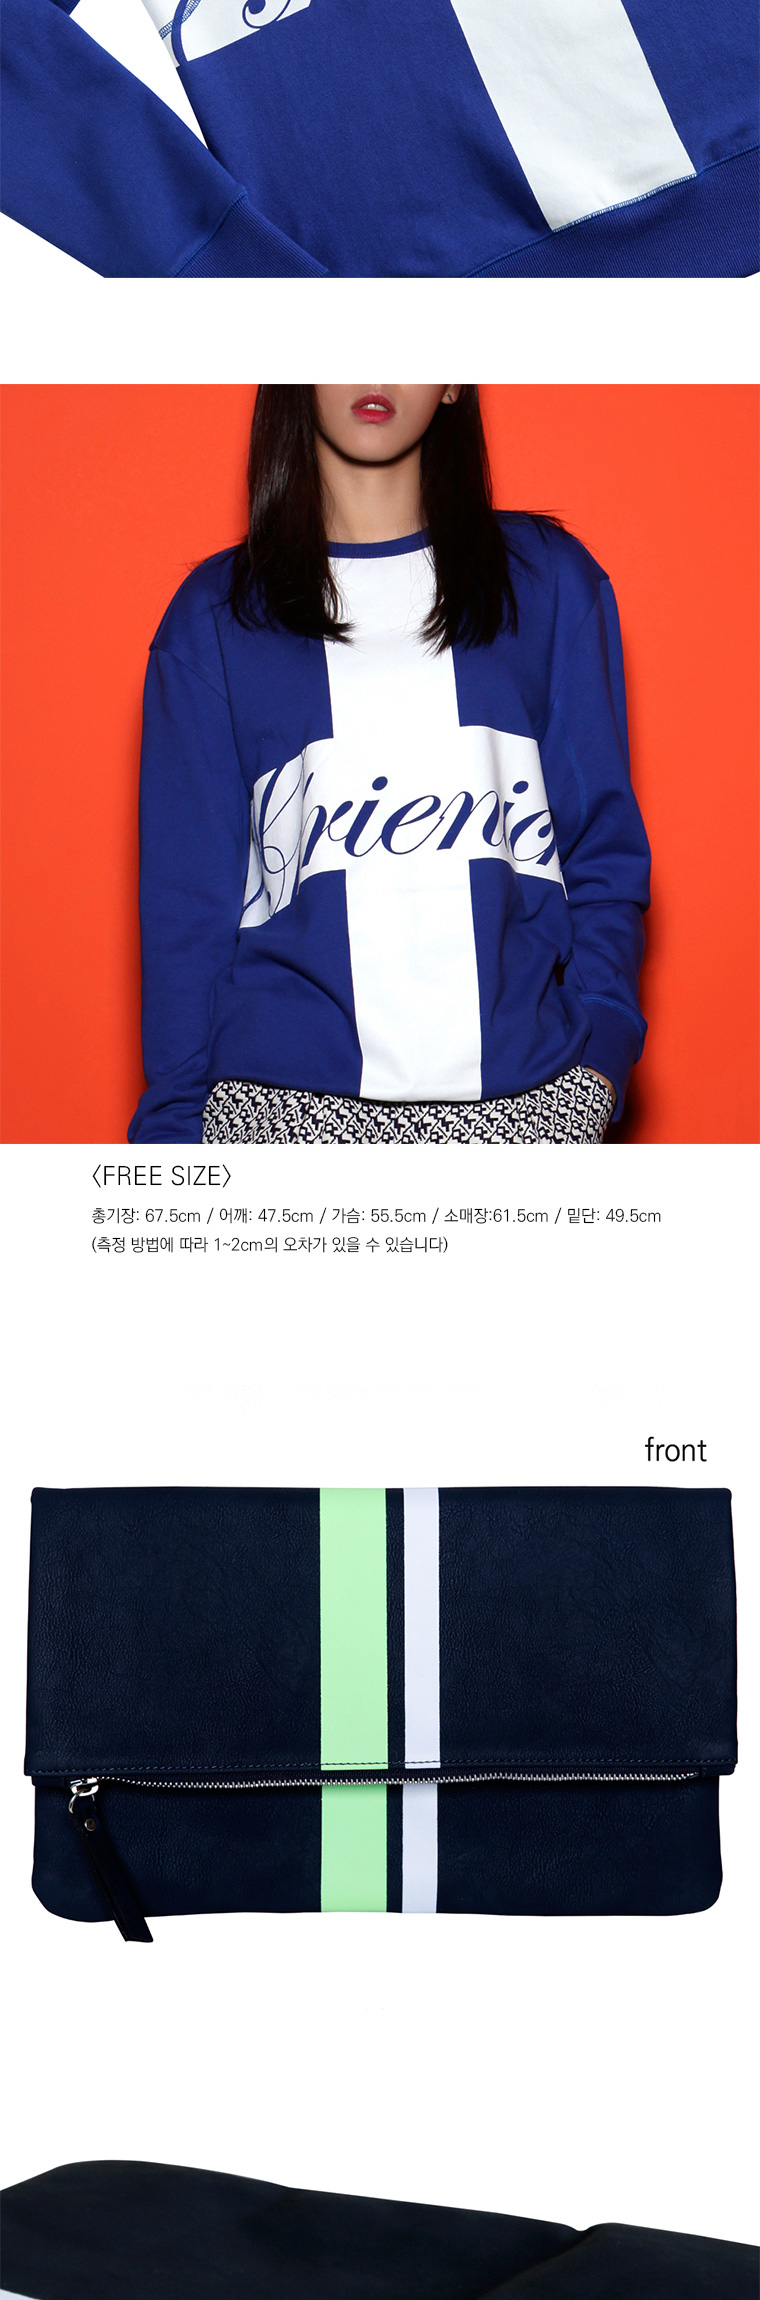 friend
〈FREE SIZE〉
총기장: 67.5cm / 어깨: 47.5cm / 가슴: 55.5cm / 소매장:61.5cm / 밑단: 49.5cm
(측정 방법에 따라 1~2cm의 오차가 있을 수 있습니다)
front